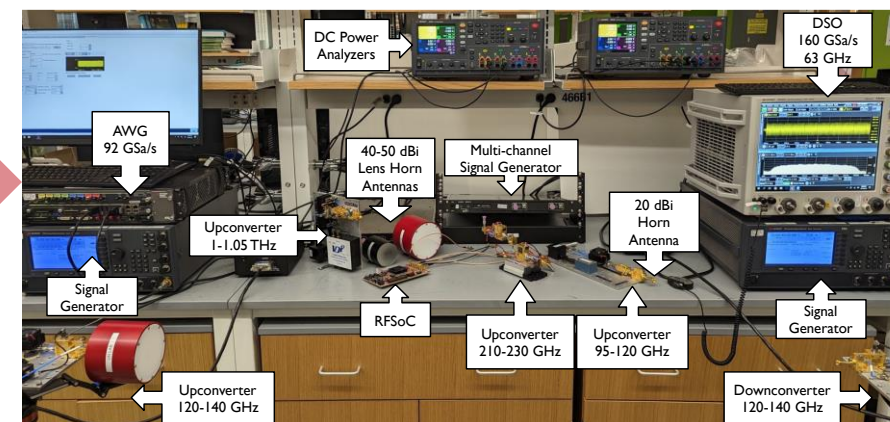 DC Power
Analyzers
DSO
160 GSa/s
63 GHz
466B1
AWG
92 GSa/s
40-50 dBi
Lens Horn
Antennas
Multi-channel
Signal Generator
Upconverter
1-1.05 THz
20 dBi
Horn
Antenna
Signal
Generator
RFSoC
Upconverter
210-230 GHz
Upconverter
95-120 GHz
Signal
Generator
Upconverter
120-140 GHz
Downconverter
120-140 GHz